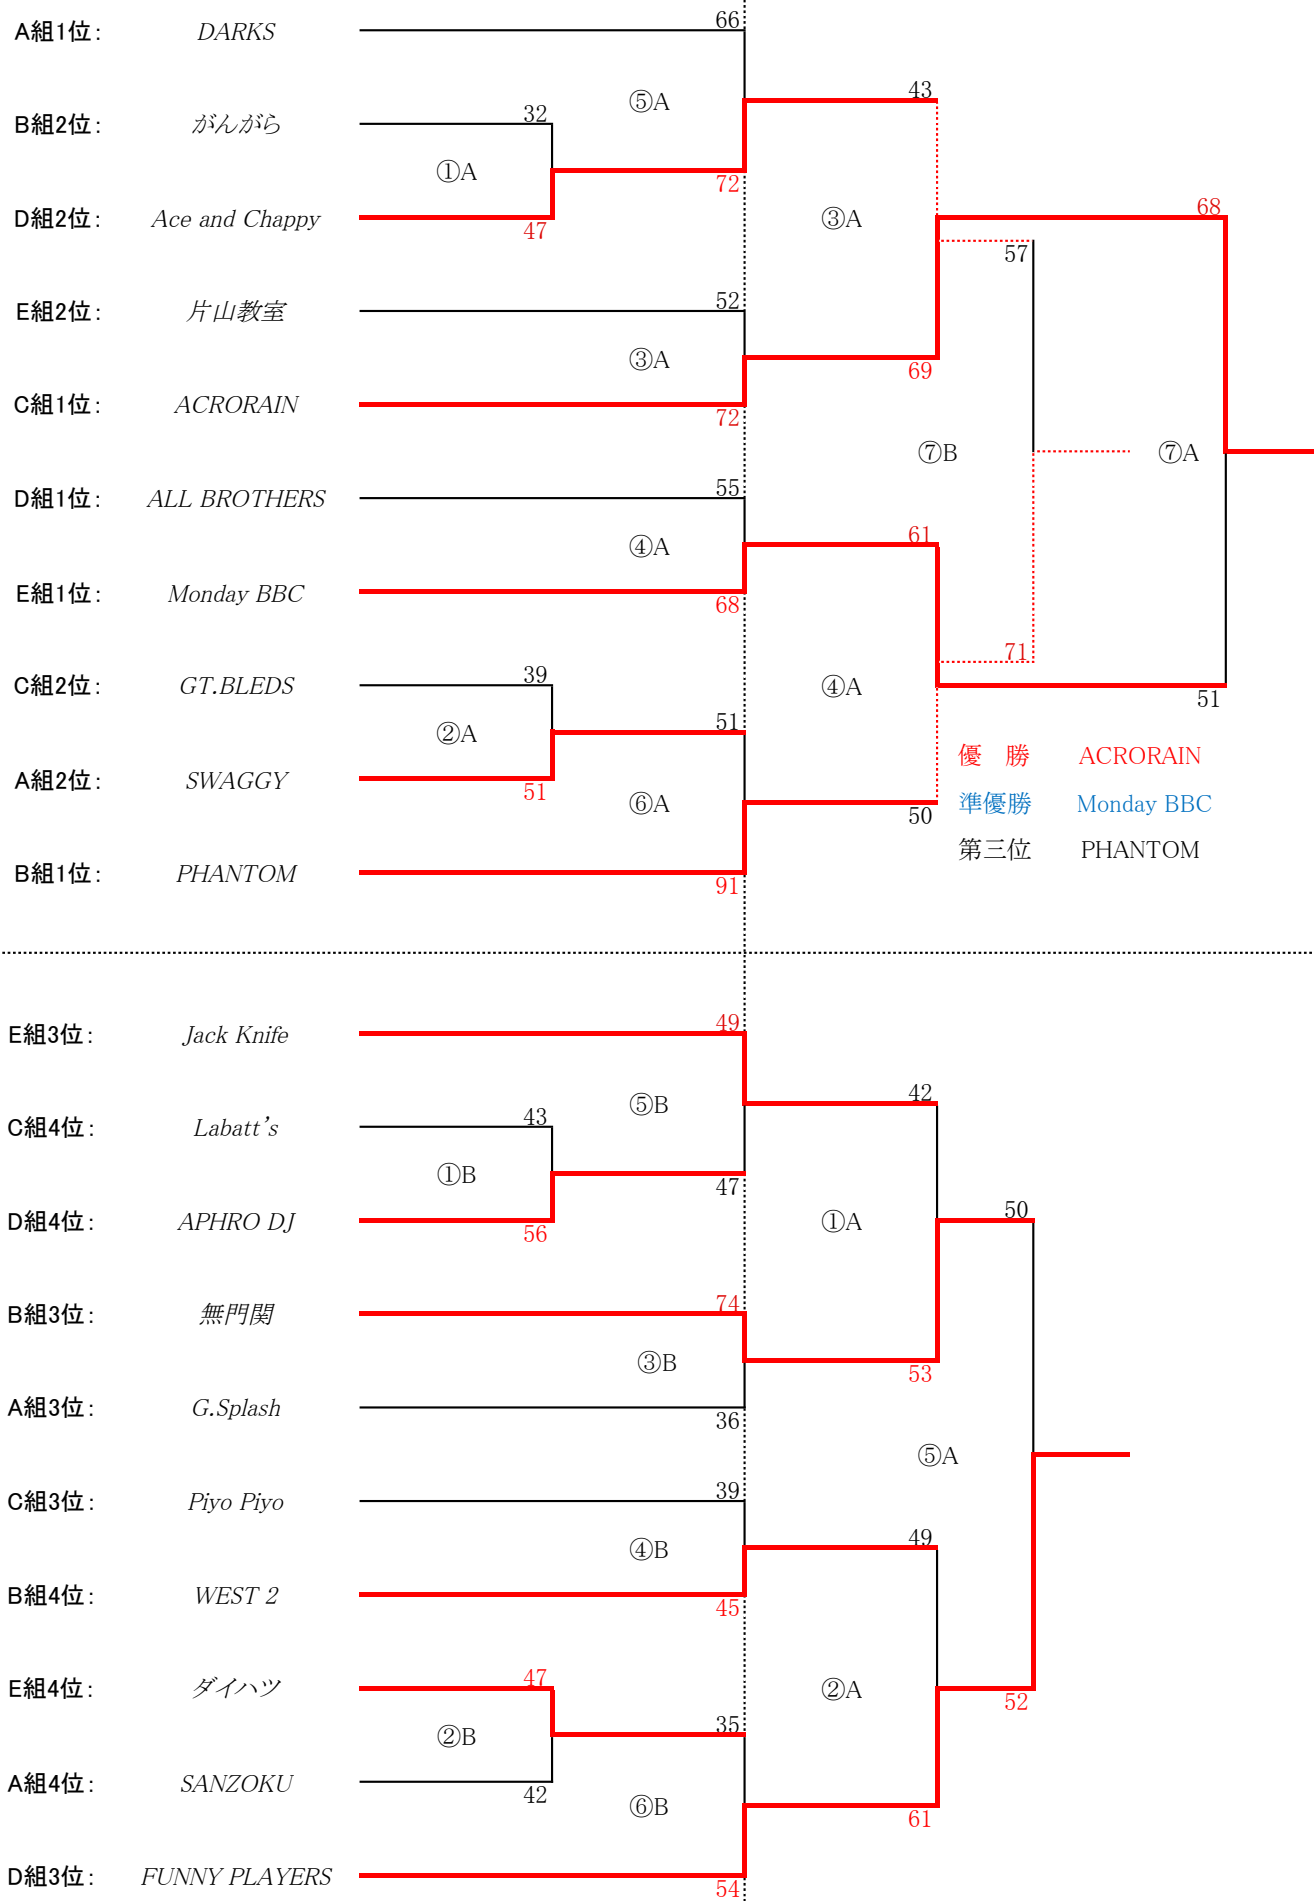 A組1位: DARKS 66
⑤A 43
B組2位: がんがら 32
①A
72
D組2位: Ace and Chappy 47
③A 68
57
E組2位: 片山教室 52
③A
69
C組1位: ACRORAIN 72
⑦B ⑦A
D組1位: ALL BROTHERS 55
④A 61
E組1位: Monday BBC 68
71
C組2位: GT.BLEDS 39
④A 51
②A 51
優 勝 ACRORAIN
A組2位: SWAGGY 51
⑥A 50
準優勝 Monday BBC
第三位 PHANTOM
B組1位: PHANTOM 91
E組3位: Jack Knife 49
⑤B 42
C組4位: Labatt's 43
①B 47
D組4位: APHRO DJ 56
①A 50
B組3位: 無門関 74
③B 53
A組3位: G.Splash 36
⑤A
C組3位: Piyo Piyo 39
④B 49
B組4位: WEST 2 45
E組4位: ダイハツ 47
②A 52
②B 35
A組4位: SANZOKU 42
⑥B 61
D組3位: FUNNY PLAYERS 54